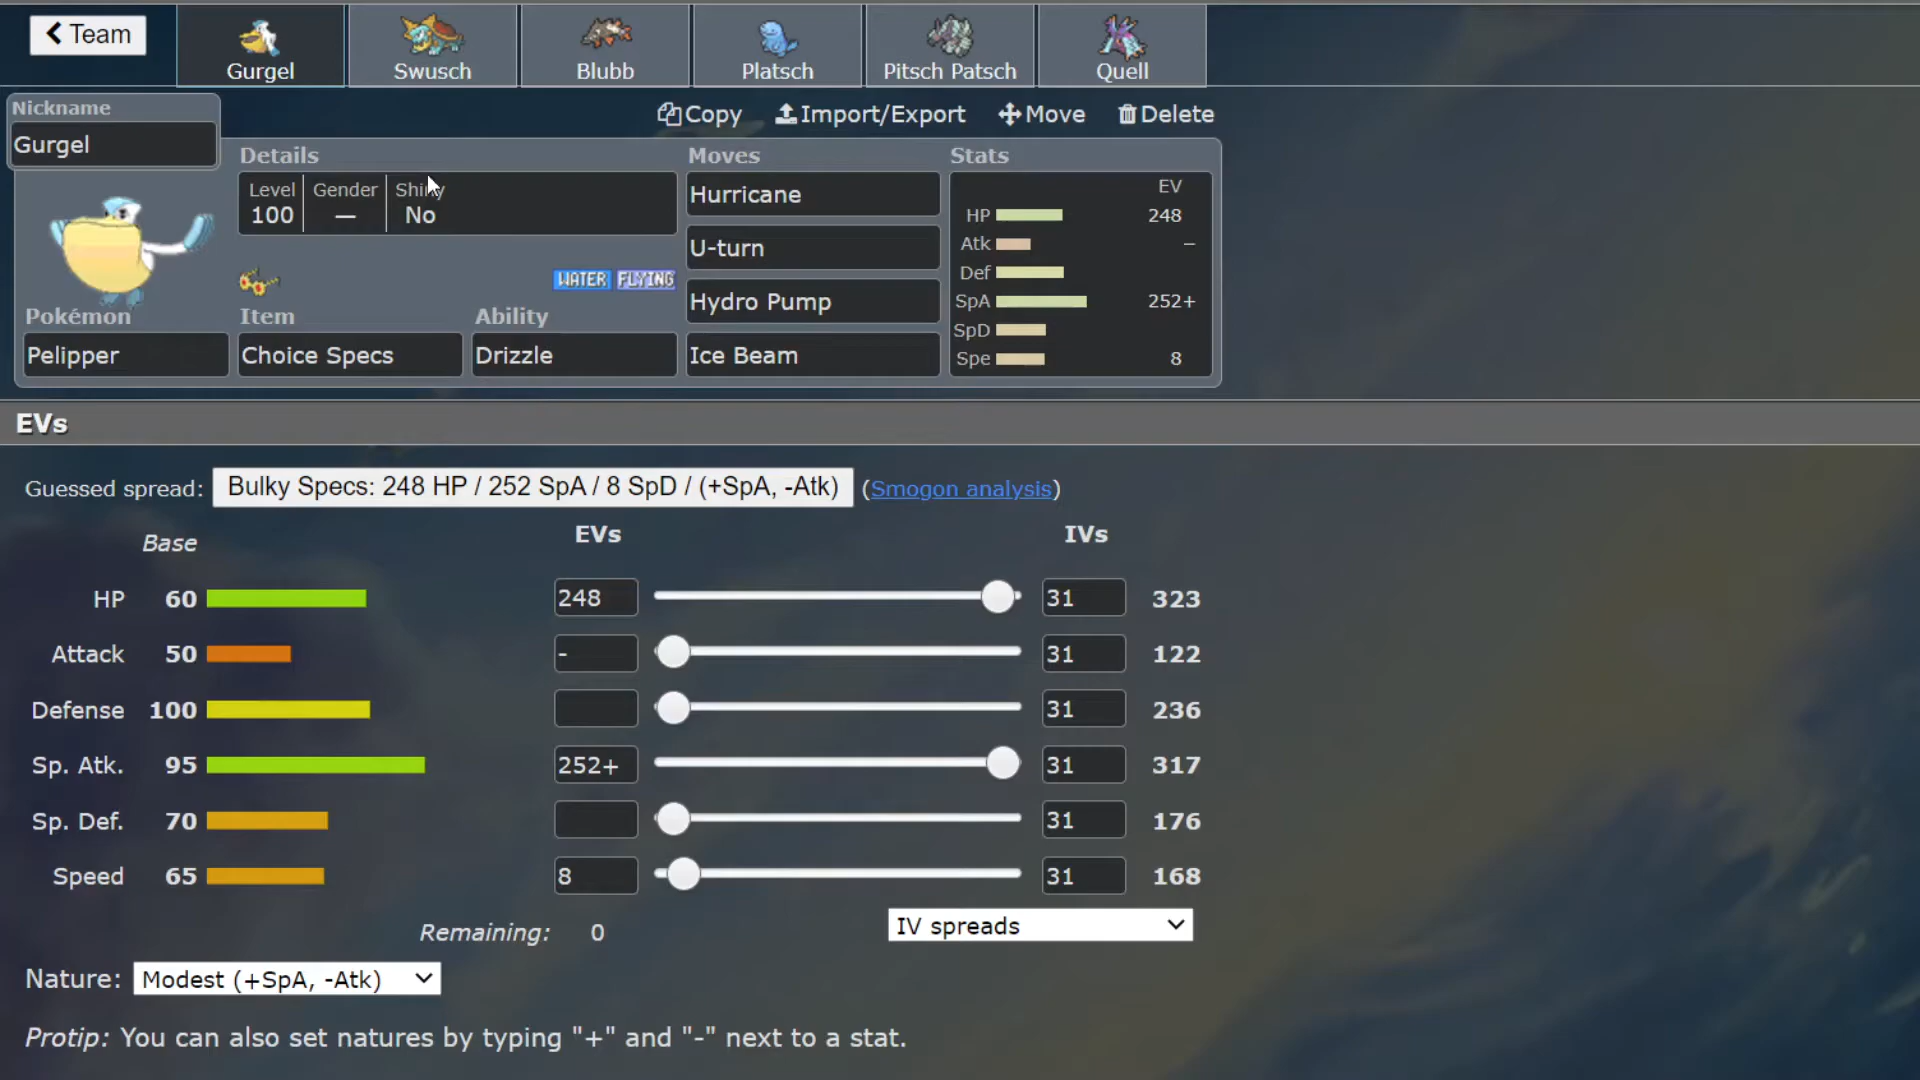 Team
Gurgel
Swusch
Blubb
Platsch
Pitsch Patsch
Quell
Nickname
Gurgel
Copy
Import/Export
Move
Delete
Details
Level
100
Gender
—
Shiny
No
WATER FLYING
Pokémon
Pelipper
Item
Choice Specs
Ability
Drizzle
Moves
Hurricane
U-turn
Hydro Pump
Ice Beam
Stats
EV
HP 248
Atk –
Def
SpA 252+
SpD
Spe 8
EVs
Guessed spread: Bulky Specs: 248 HP / 252 SpA / 8 SpD / (+SpA, -Atk) (Smogon analysis)
Base EVs IVs
HP 60 248 31 323
Attack 50 - 31 122
Defense 100 31 236
Sp. Atk. 95 252+ 31 317
Sp. Def. 70 31 176
Speed 65 8 31 168
Remaining: 0
IV spreads
Nature: Modest (+SpA, -Atk)
Protip: You can also set natures by typing "+" and "-" next to a stat.